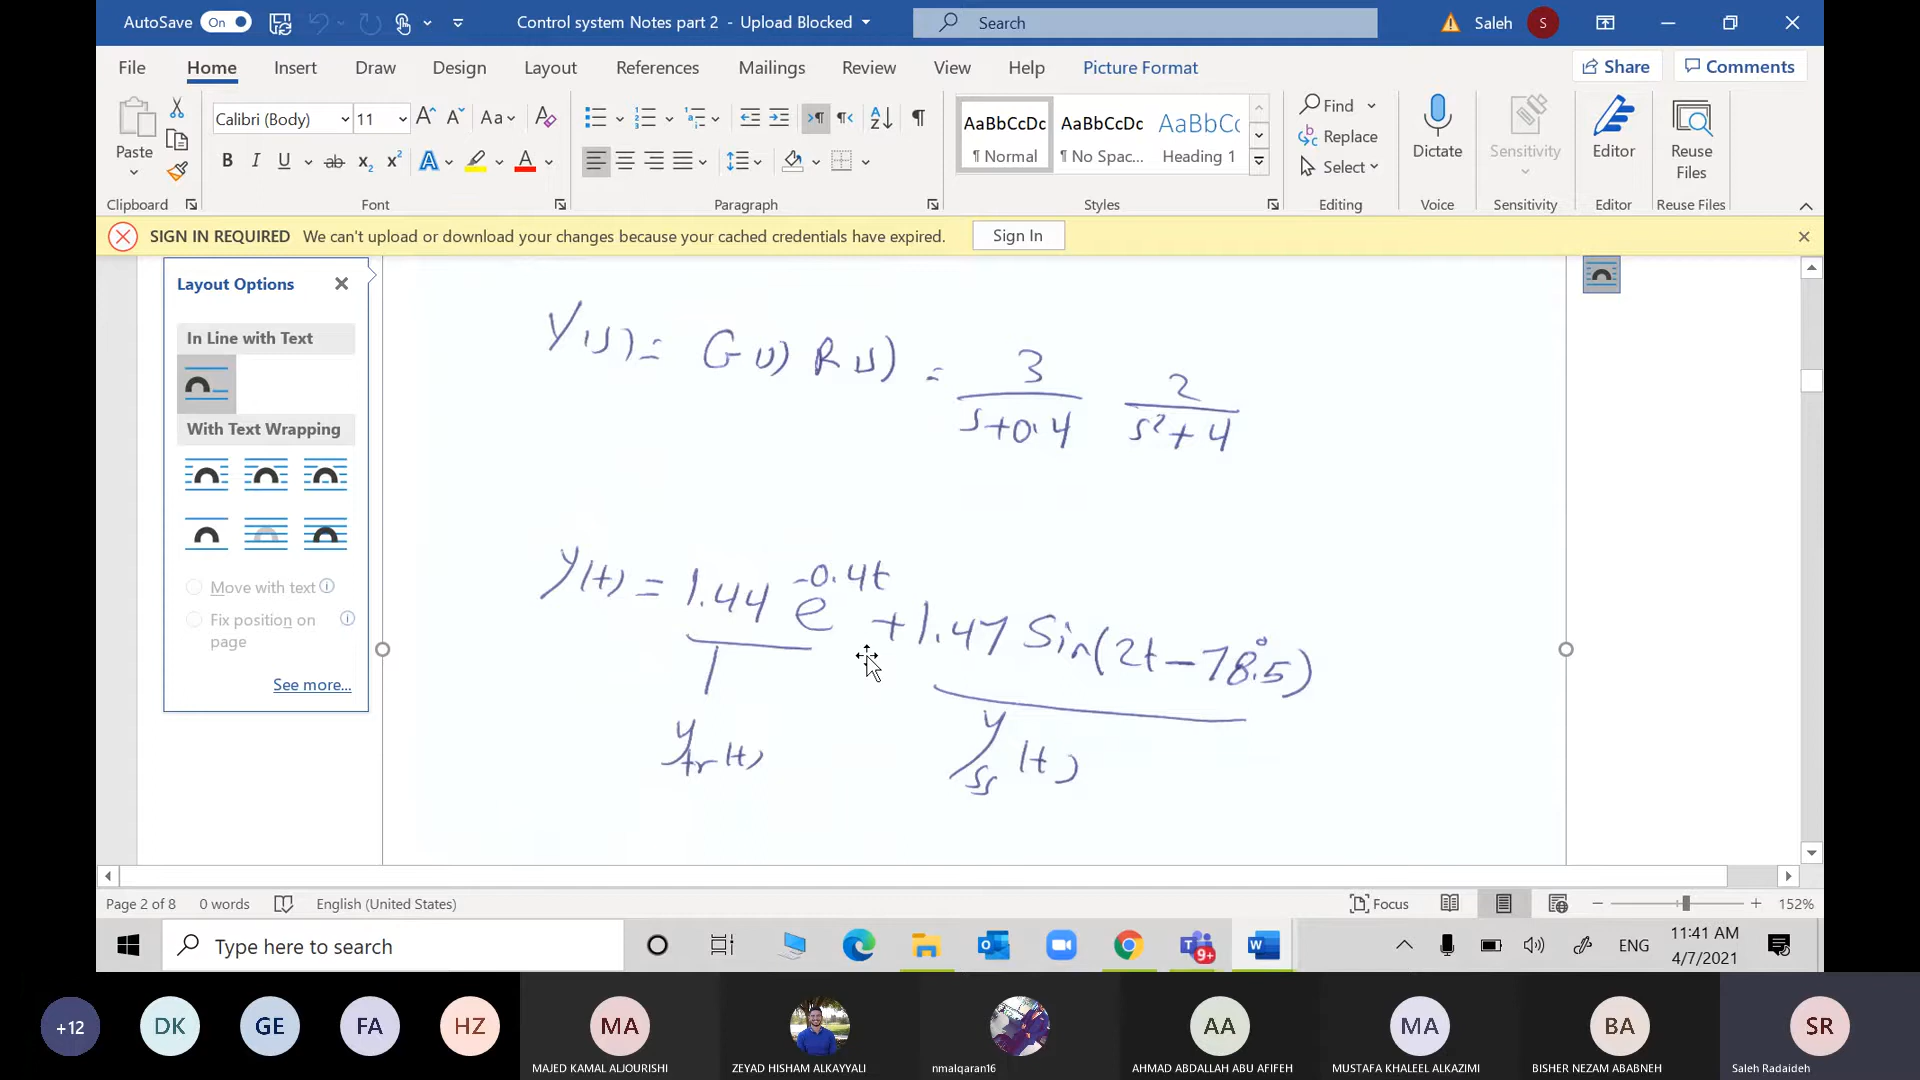 AutoSave On Control system Notes part 2 - Upload Blocked Search Saleh S
File Home Insert Draw Design Layout References Mailings Review View Help Picture Format Share Comments
Paste
Clipboard
Calibri (Body) 11 Aa
B I U ab x₂ x² A A
Font
Paragraph
AaBbCcDc AaBbCcDc AaBbCc
¶ Normal ¶ No Spac... Heading 1
Styles
Find
Replace
Select
Editing
Dictate
Voice
Sensitivity
Sensitivity
Editor
Editor
Reuse Files
Reuse Files
SIGN IN REQUIRED We can't upload or download your changes because your cached credentials have expired. Sign In
Layout Options
In Line with Text
With Text Wrapping
Move with text
Fix position on page
See more...
Y(s) = G(s) R(s) = 3/(s+0.4) 2/(s²+4)
y(t) = 1.44 e^(-0.4t) + 1.47 Sin(2t - 78.5°)
y_tr(t) y_ss(t)
Page 2 of 8 0 words English (United States) Focus 152%
Type here to search 9+ ENG 11:41 AM
4/7/2021
+12 DK GE FA HZ MA AA MA BA SR
MAJED KAMAL ALJOURISHI ZEYAD HISHAM ALKAYYALI nmalqaran16 AHMAD ABDALLAH ABU AFIFEH MUSTAFA KHALEEL ALKAZIMI BISHER NEZAM ABABNEH Saleh Radaideh